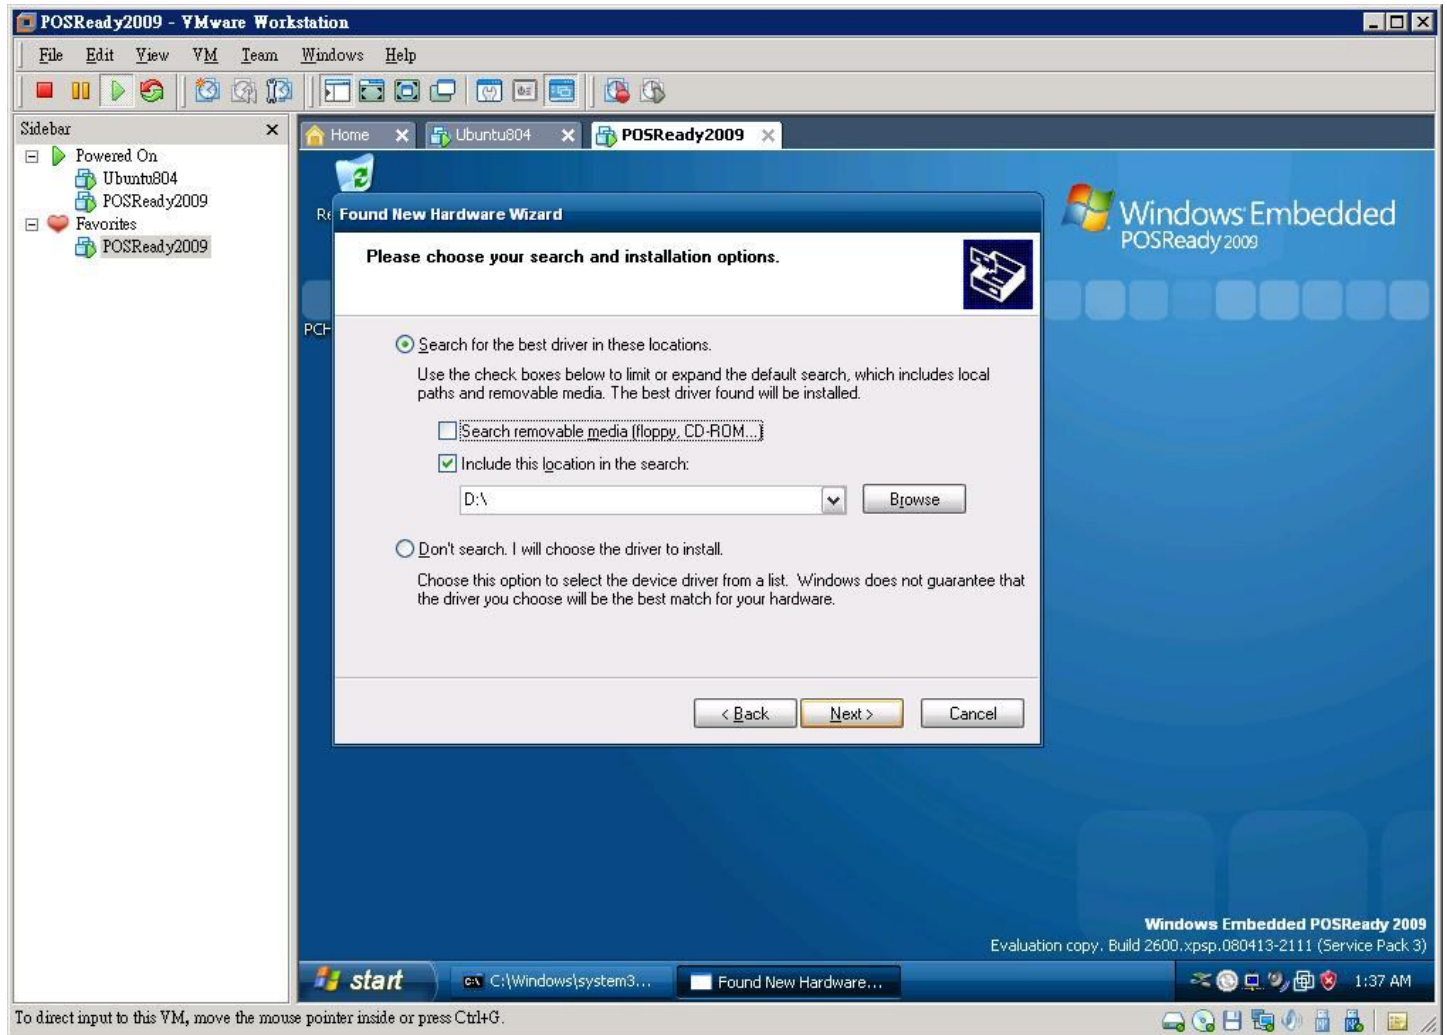 POSReady2009 - VMware Workstation
File Edit View VM Team Windows Help
Sidebar
Powered On
Ubuntu804
POSReady2009
Favorites
POSReady2009
Home Ubuntu804 POSReady2009
Windows Embedded
POSReady 2009
Found New Hardware Wizard
Please choose your search and installation options.
Search for the best driver in these locations.
Use the check boxes below to limit or expand the default search, which includes local
paths and removable media. The best driver found will be installed.
Search removable media (floppy, CD-ROM...)
Include this location in the search:
D:\
Browse
Don't search. I will choose the driver to install.
Choose this option to select the device driver from a list. Windows does not guarantee that
the driver you choose will be the best match for your hardware.
< Back Next > Cancel
Windows Embedded POSReady 2009
Evaluation copy. Build 2600.xpsp.080413-2111 (Service Pack 3)
start C:\Windows\system3... Found New Hardware... 1:37 AM
To direct input to this VM, move the mouse pointer inside or press Ctrl+G.